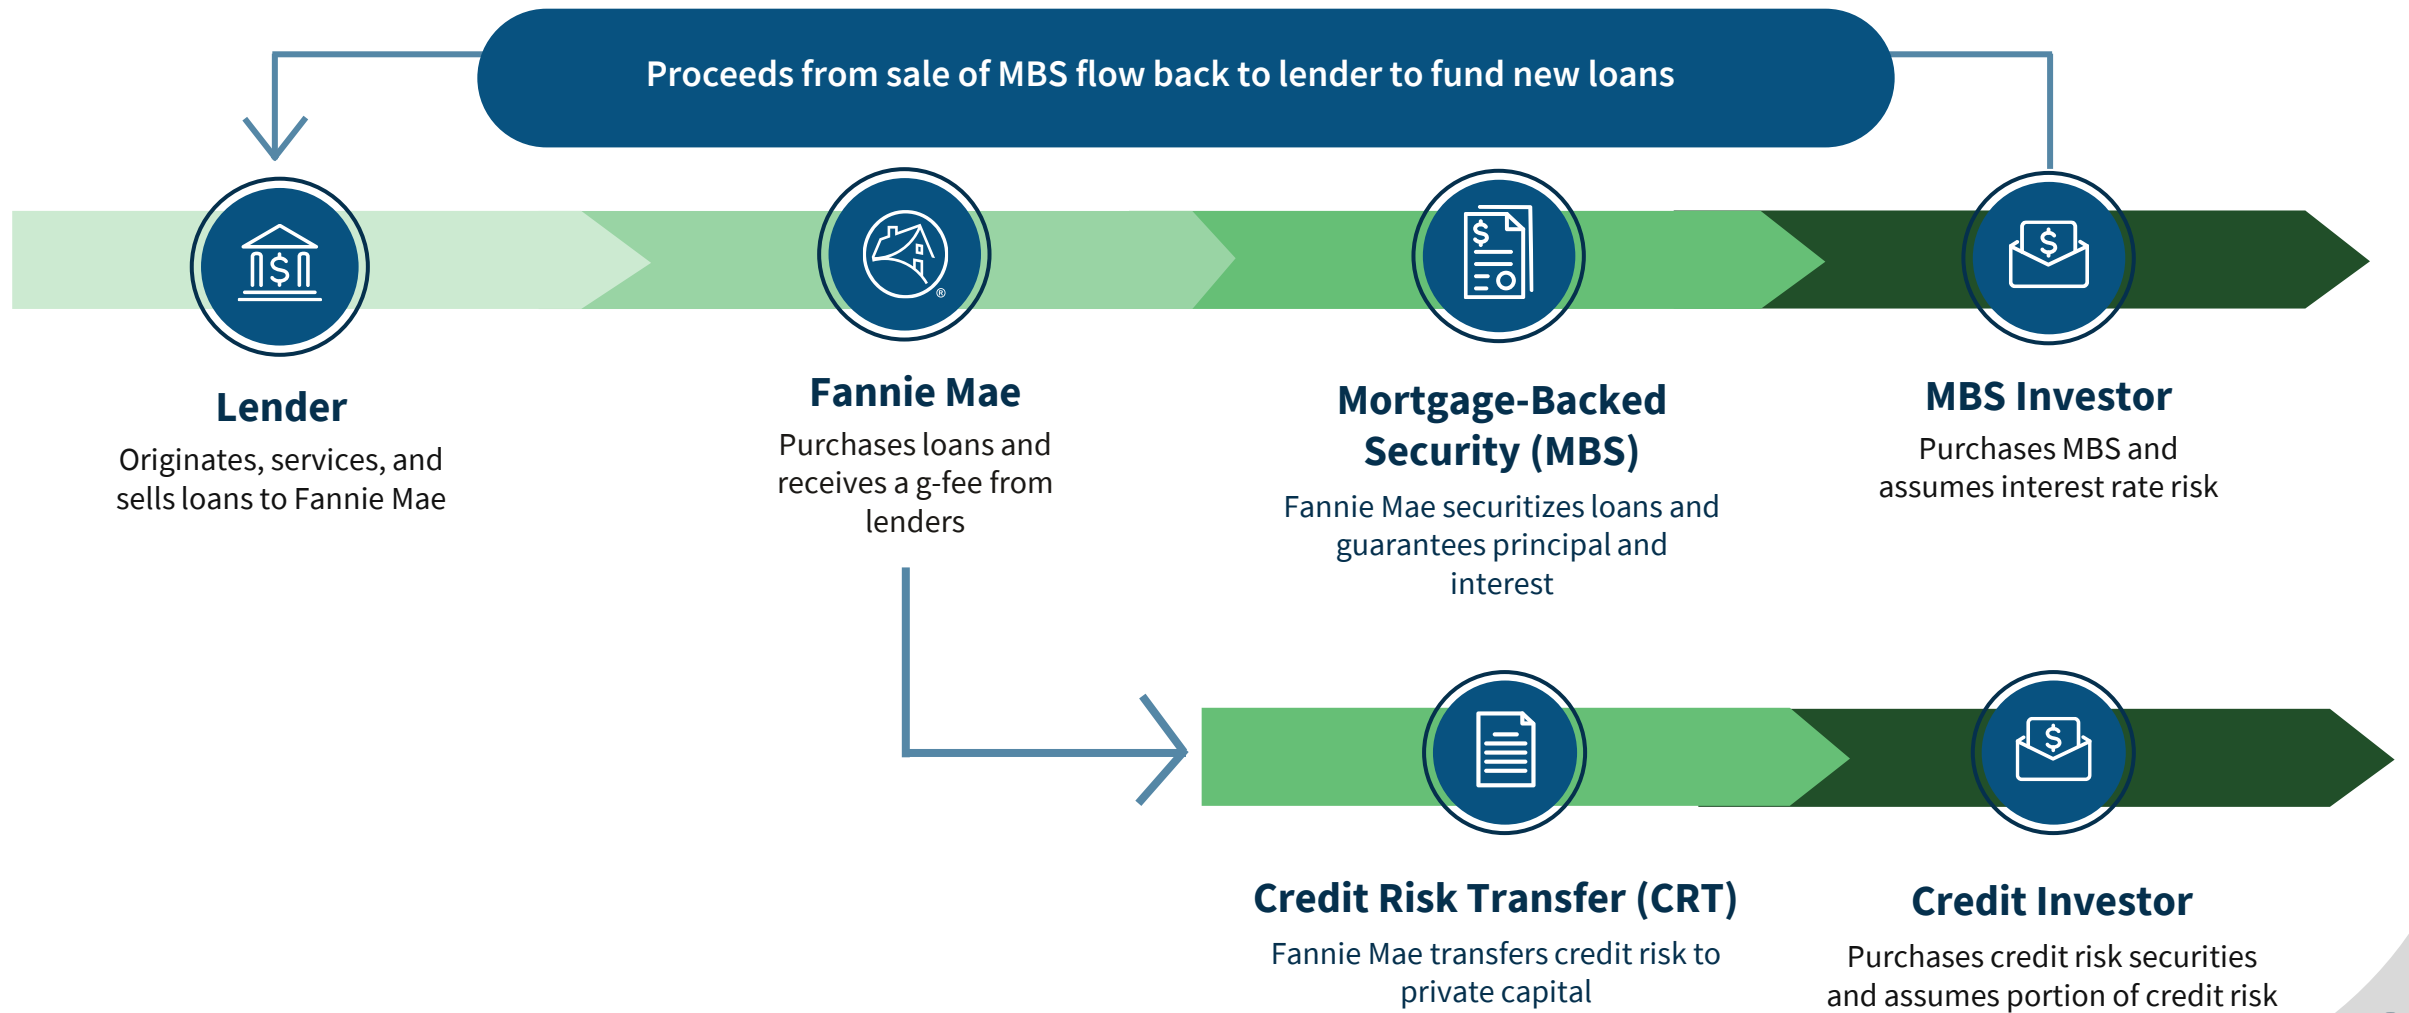 Proceeds from sale of MBS flow back to lender to fund new loans
$
®
$
$
Lender
Originates, services, and
sells loans to Fannie Mae
Fannie Mae
Purchases loans and
receives a g-fee from
lenders
Mortgage-Backed
Security (MBS)
Fannie Mae securitizes loans and
guarantees principal and
interest
MBS Investor
Purchases MBS and
assumes interest rate risk
$
Credit Risk Transfer (CRT)
Fannie Mae transfers credit risk to
private capital
Credit Investor
Purchases credit risk securities
and assumes portion of credit risk